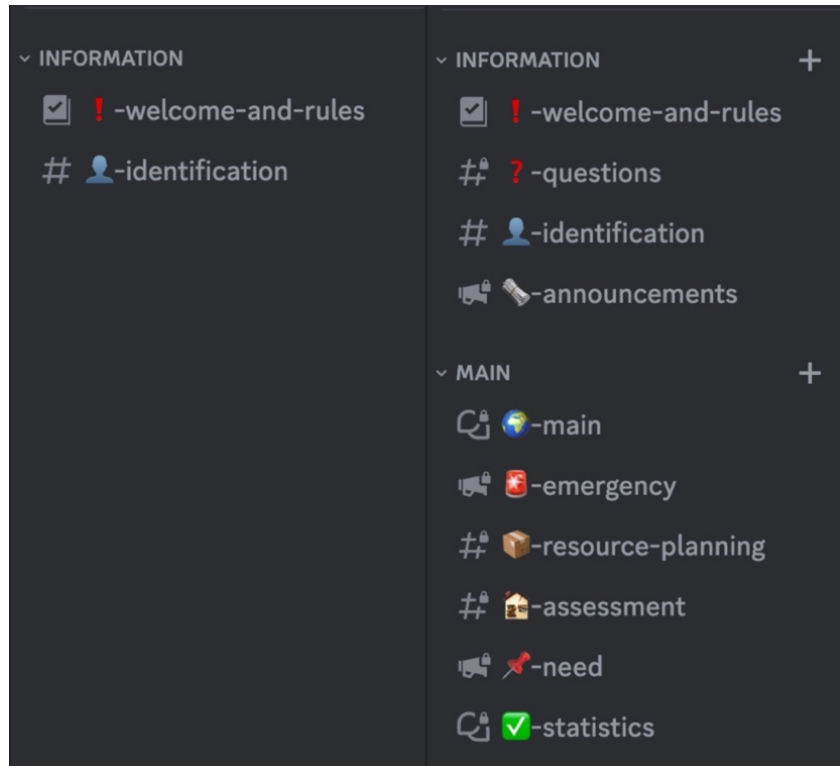 INFORMATION
❗-welcome-and-rules
# 👤-identification
INFORMATION +
❗-welcome-and-rules
# ❓-questions
# 👤-identification
🗞️-announcements
MAIN +
🌍-main
🚨-emergency
# 📦-resource-planning
# 🏚️-assessment
📌-need
✅-statistics